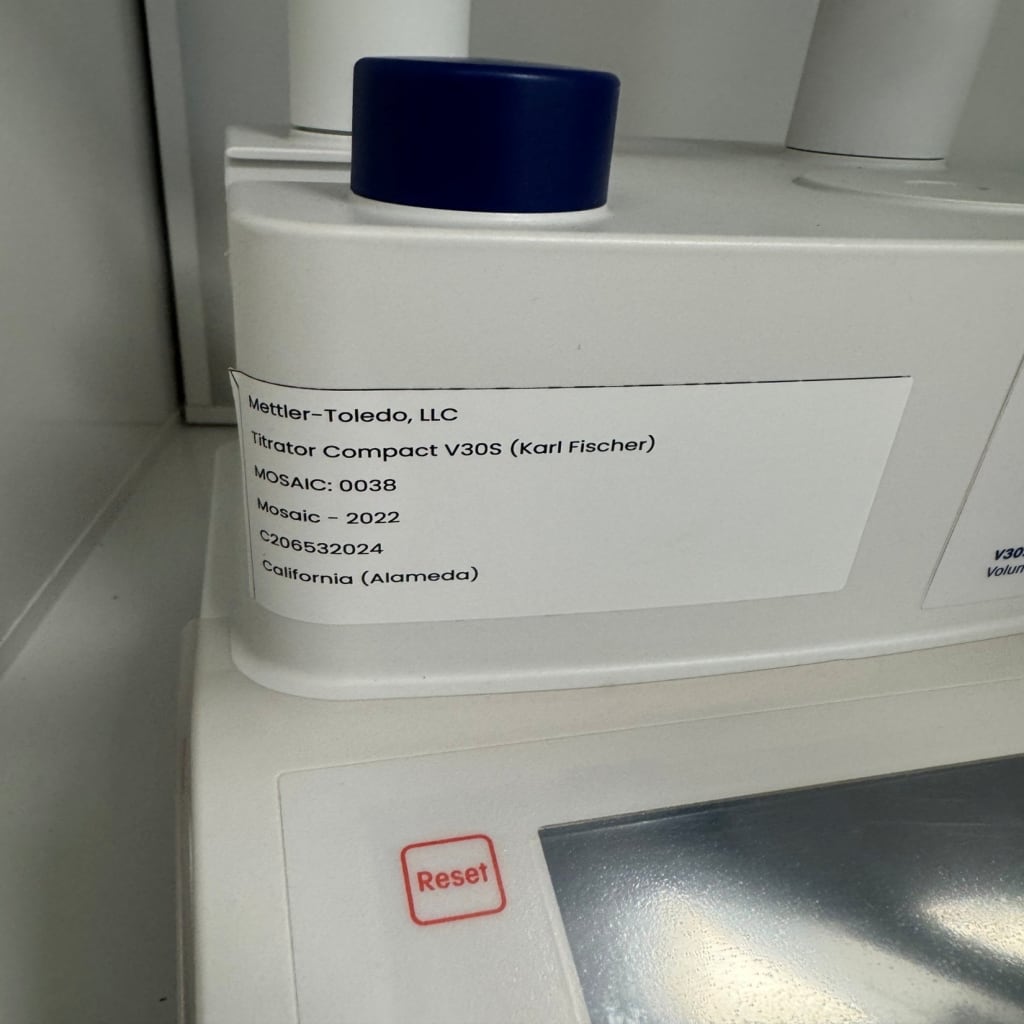 Mettler-Toledo, LLC
Titrator Compact V30S (Karl Fischer)
MOSAIC: 0038
Mosaic - 2022
C206532024
California (Alameda)
Reset